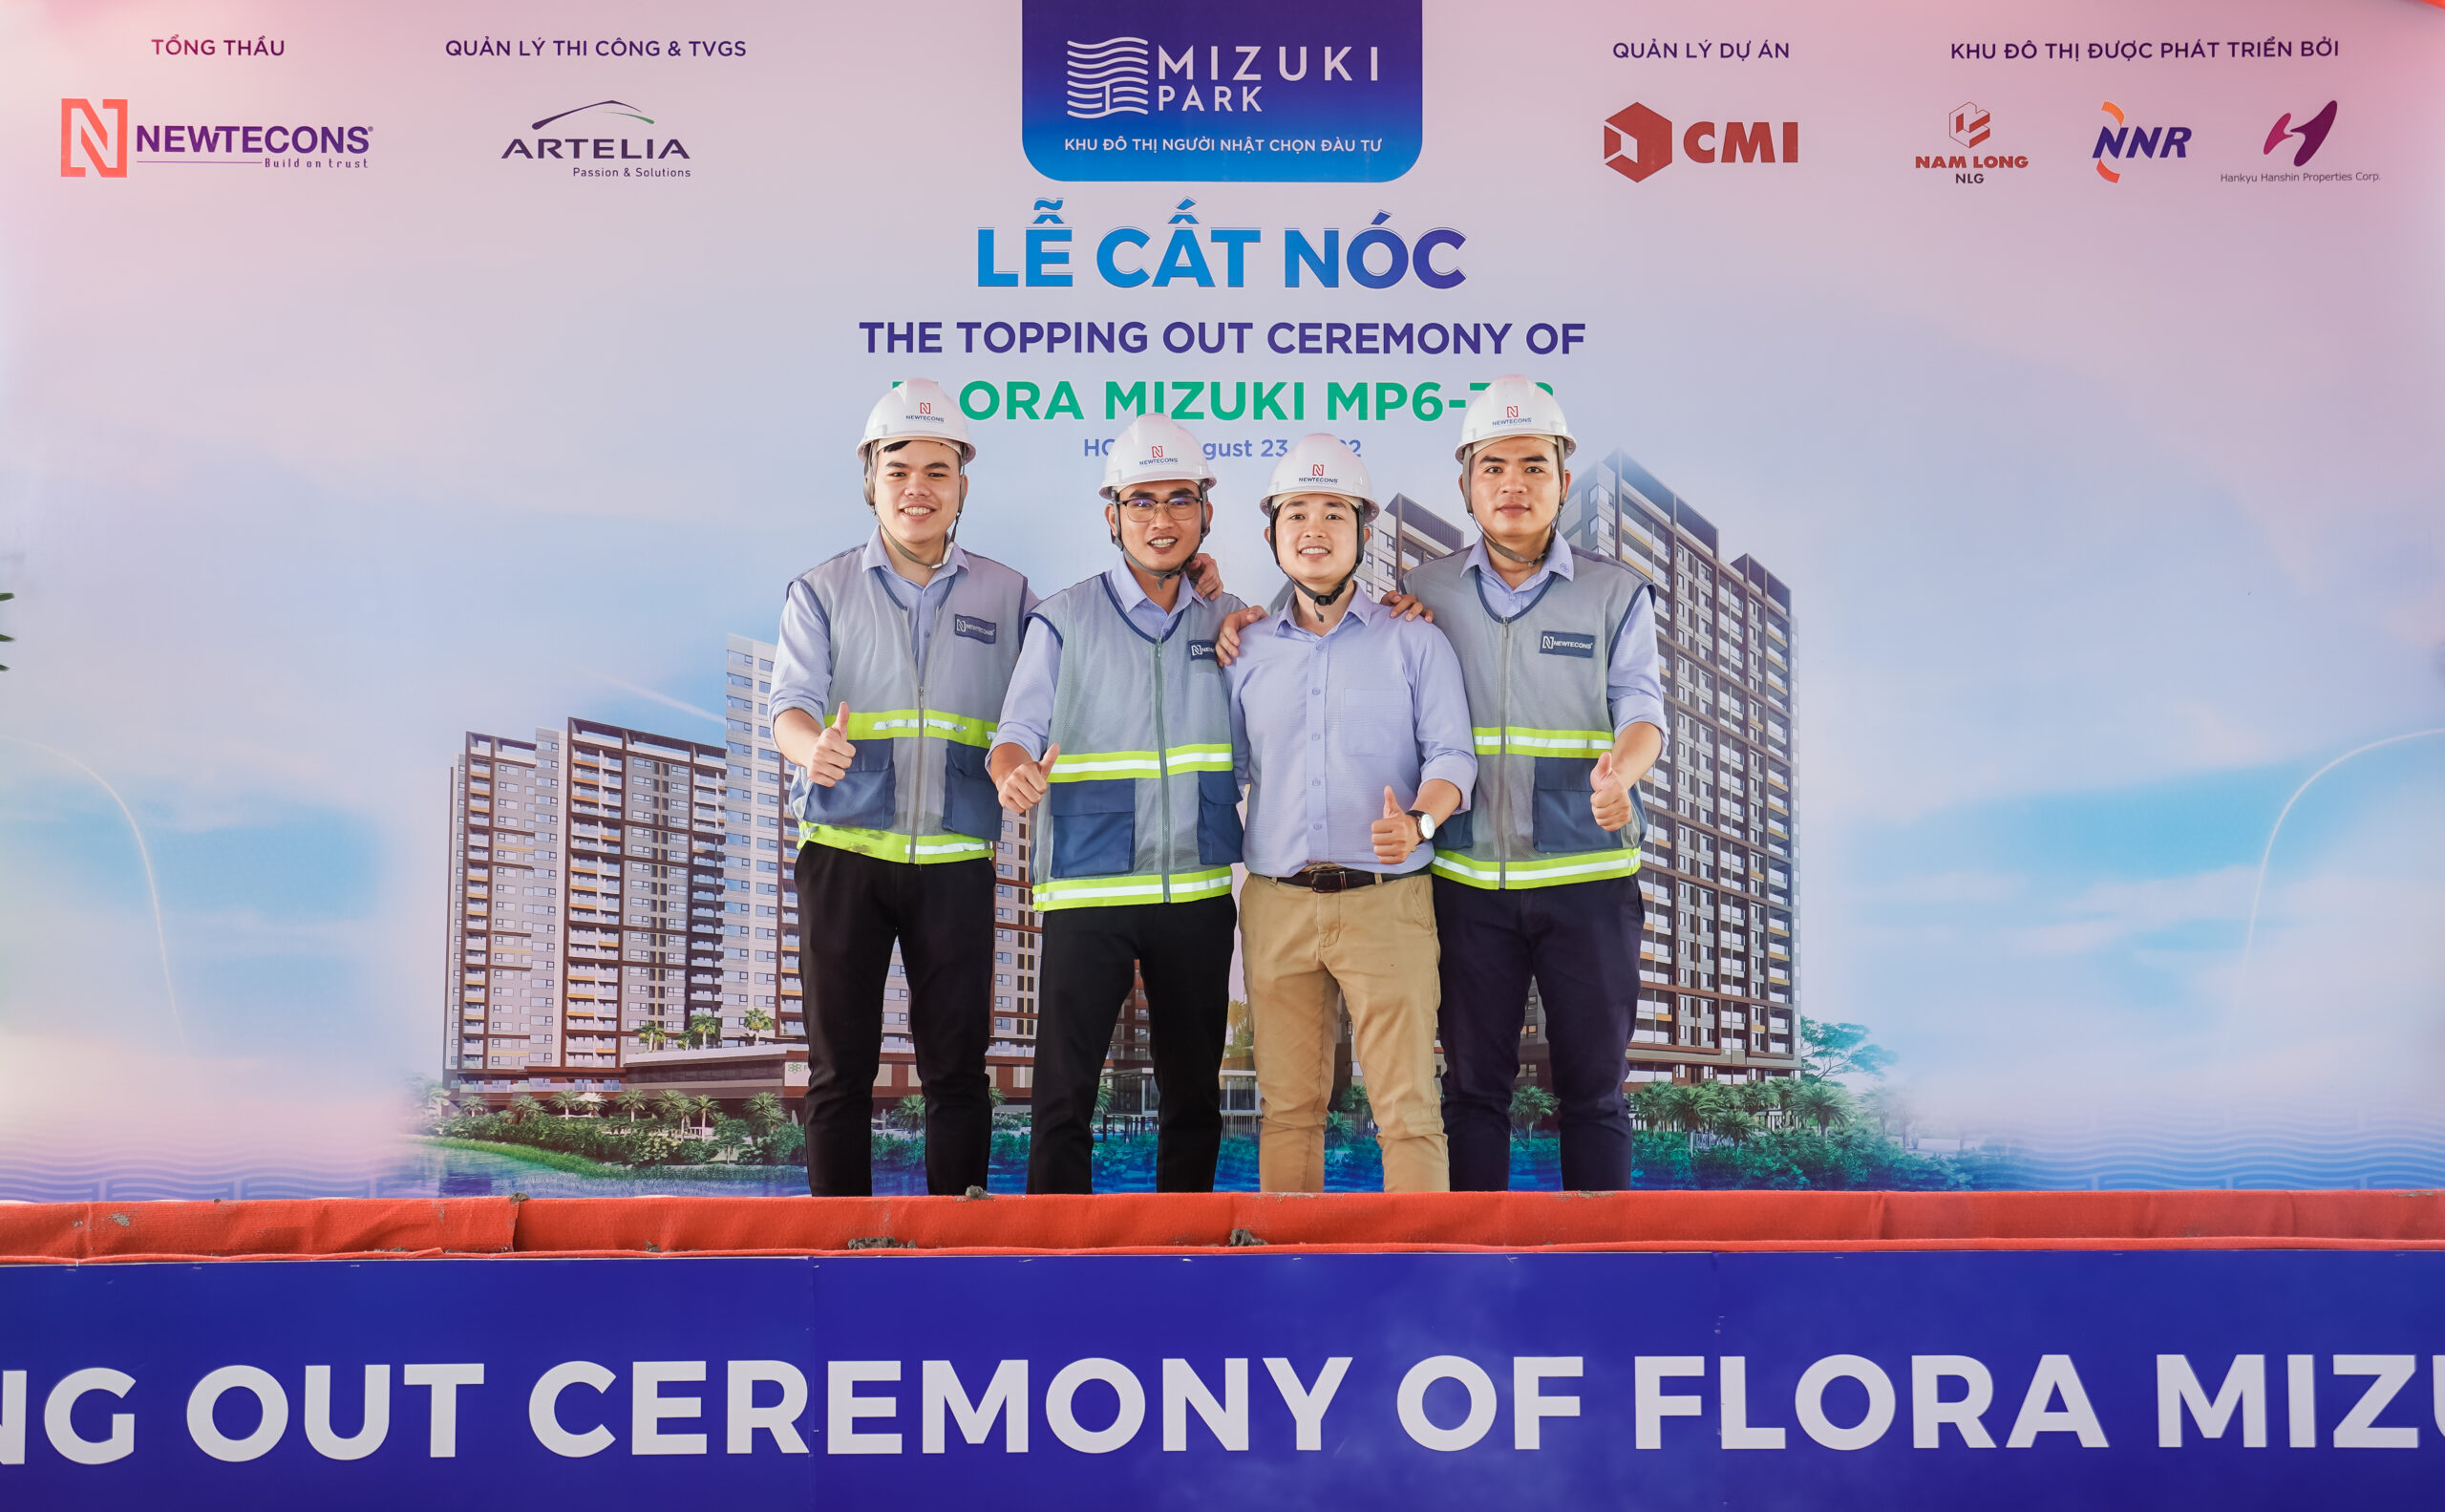 TỔNG THẦU
QUẢN LÝ THI CÔNG & TVGS
MIZUKI
PARK
KHU ĐÔ THỊ NGƯỜI NHẬT CHỌN ĐẦU TƯ
QUẢN LÝ DỰ ÁN
KHU ĐÔ THỊ ĐƯỢC PHÁT TRIỂN BỞI
NEWTECONS
Build on trust
ARTELIA
Passion & Solutions
CMI
NAM LONG
NLG
NNR
Hankyu Hanshin Properties Corp.
LỄ CẤT NÓC
THE TOPPING OUT CEREMONY OF
ORA MIZUKI MP6-
gust 23
NEWTECONS
NEWTECONS
NEWTECONS
NEWTECONS
NEWTECONS
NEWTECONS
NG OUT CEREMONY OF FLORA MIZU